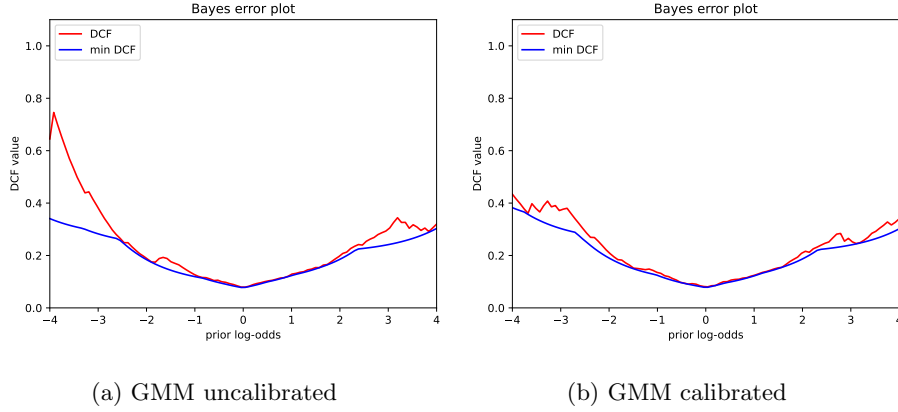 Bayes error plot
DCF
min DCF
1.0
0.8
0.6
0.4
0.2
0.0
DCF value
−4 −3 −2 −1 0 1 2 3 4
prior log-odds
(a) GMM uncalibrated
Bayes error plot
DCF
min DCF
1.0
0.8
0.6
0.4
0.2
0.0
DCF value
−4 −3 −2 −1 0 1 2 3 4
prior log-odds
(b) GMM calibrated